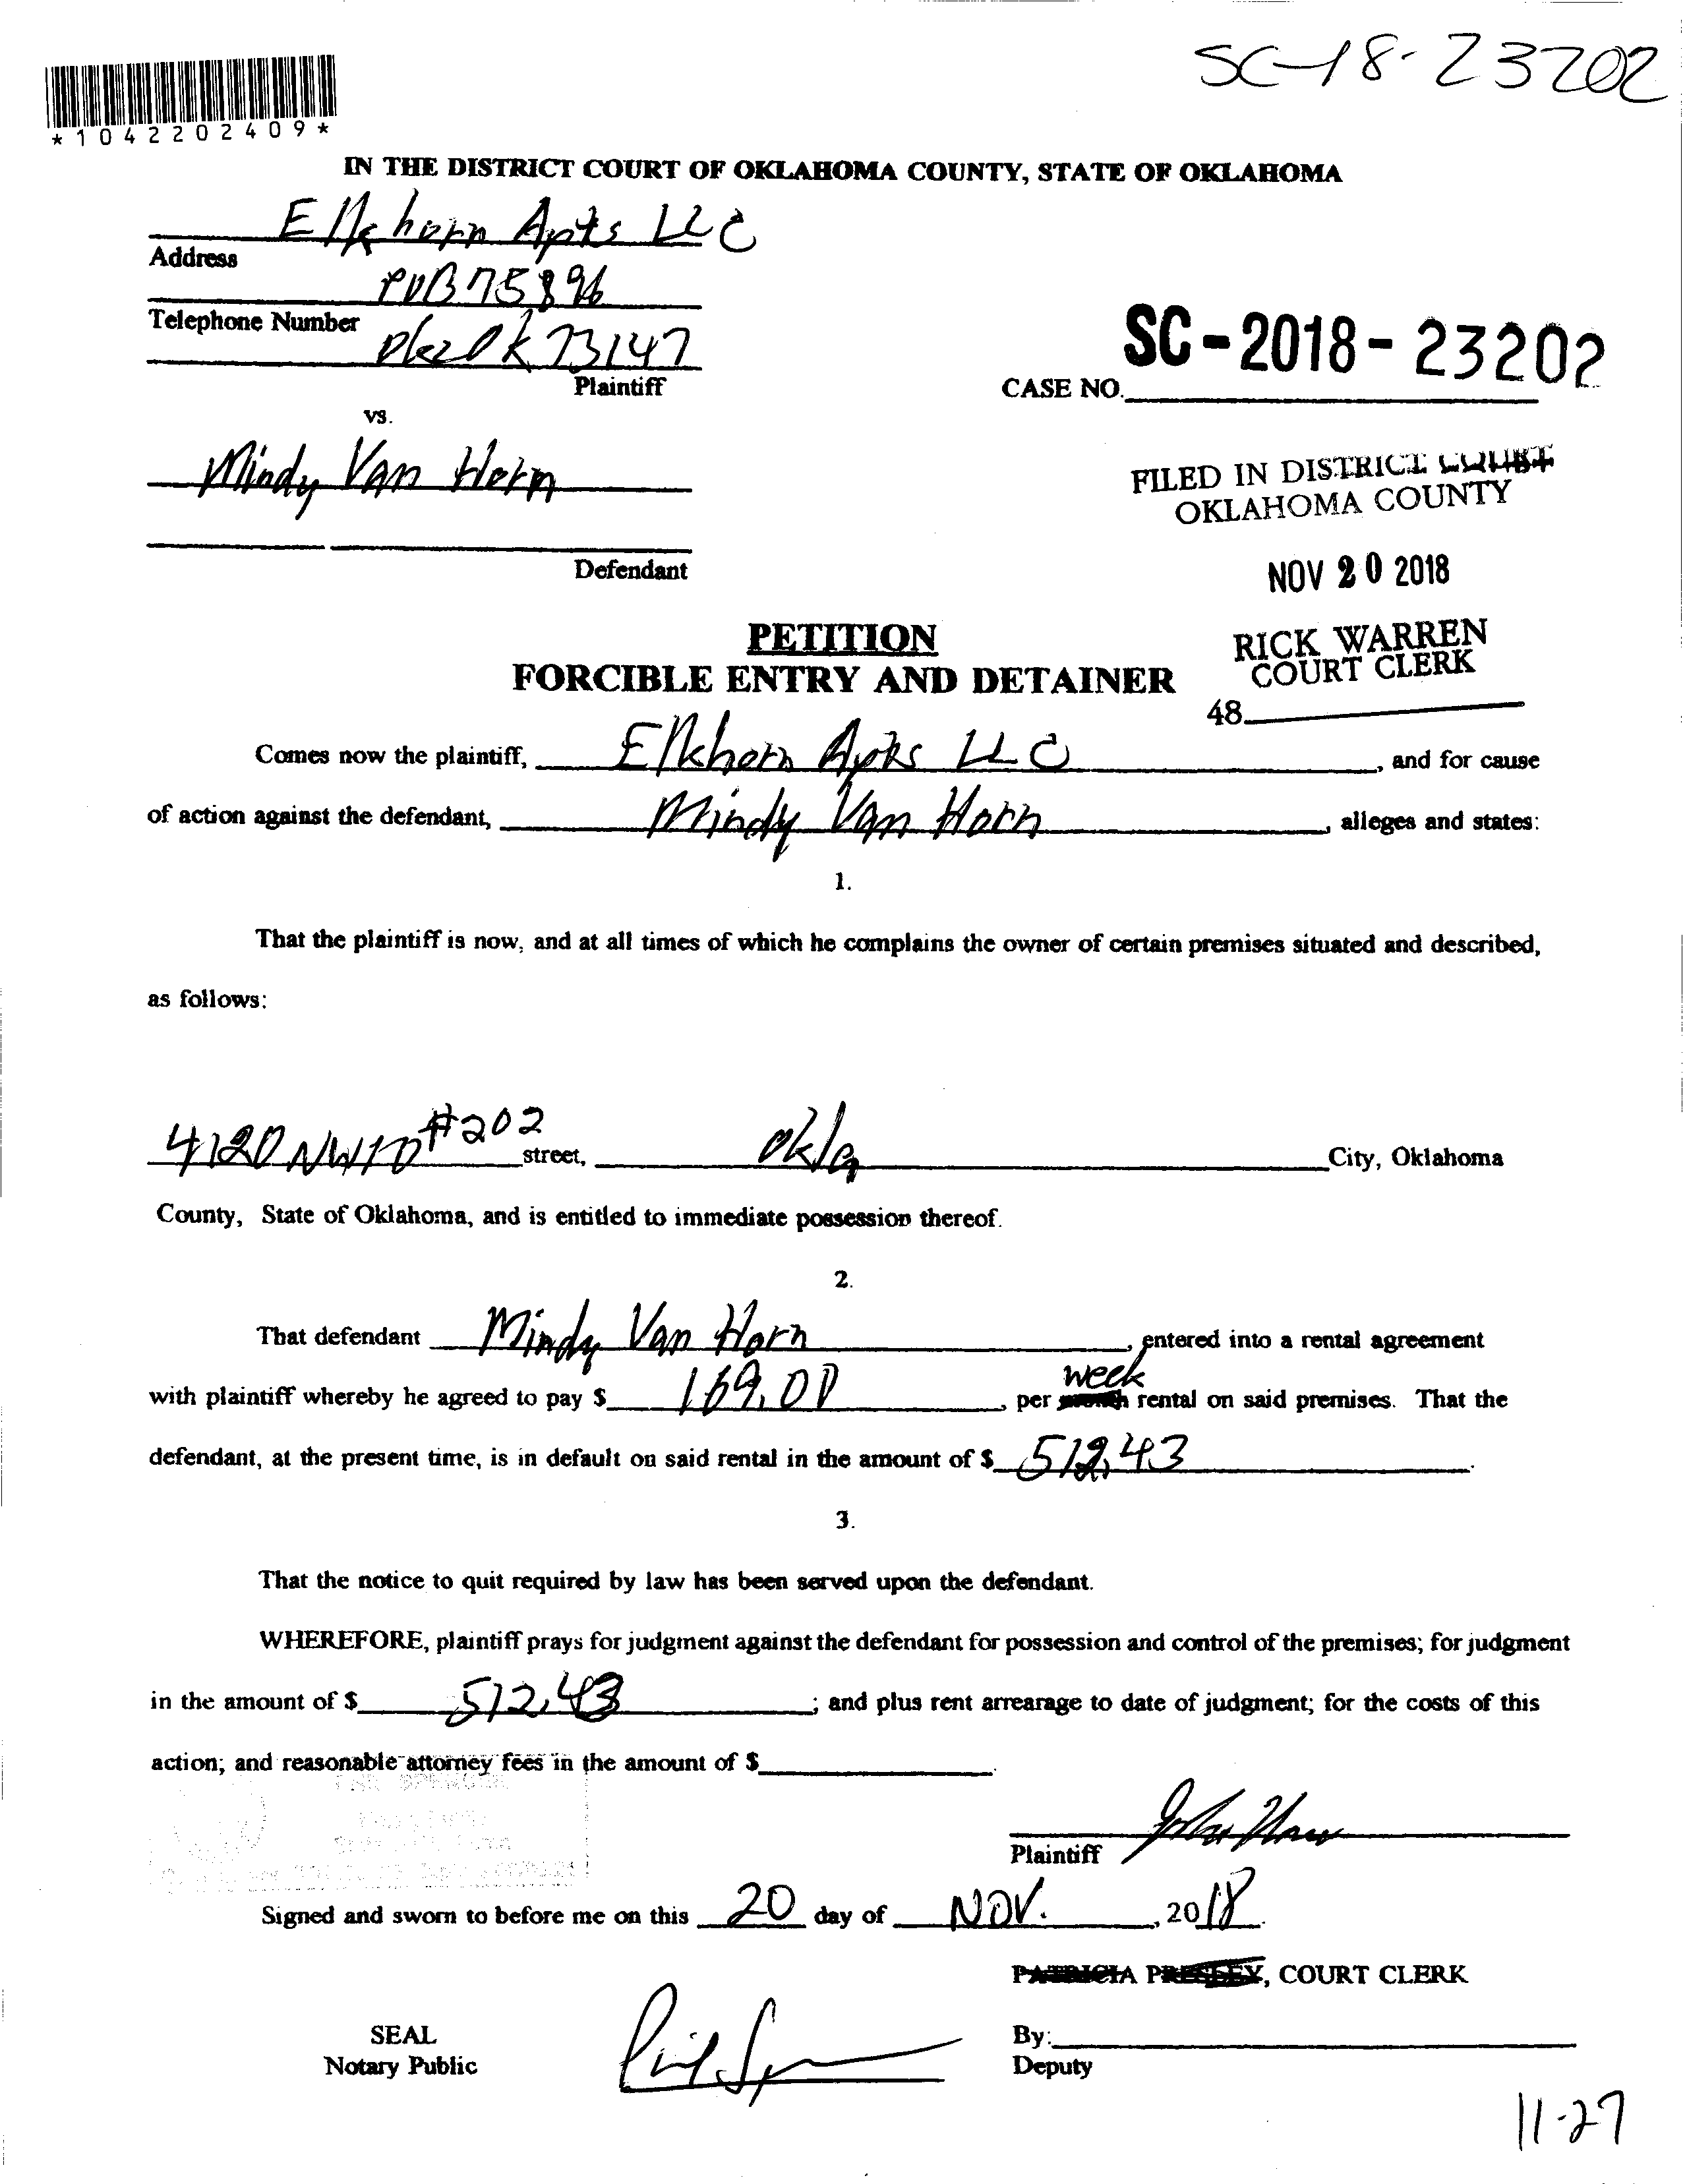 SC-18-23202
*1042202409*
IN THE DISTRICT COURT OF OKLAHOMA COUNTY, STATE OF OKLAHOMA
Elkhorn Apts LLC
Address
POB 75896
Telephone Number
Okc Ok 73147
Plaintiff
SC-2018-23202
CASE NO.
vs.
Mindy Van Horn
FILED IN DISTRICT COURT
OKLAHOMA COUNTY
Defendant
NOV 20 2018
PETITION
RICK WARREN
COURT CLERK
FORCIBLE ENTRY AND DETAINER
48
Comes now the plaintiff, Elkhorn Apts LLC, and for cause
of action against the defendant, Mindy Van Horn, alleges and states:
1.
That the plaintiff is now, and at all times of which he complains the owner of certain premises situated and described,
as follows:
4120 NW10 #202 street, Okla City, Oklahoma
County, State of Oklahoma, and is entitled to immediate possession thereof.
2.
That defendant Mindy Van Horn, entered into a rental agreement
with plaintiff whereby he agreed to pay $ 169.00, per month week rental on said premises. That the
defendant, at the present time, is in default on said rental in the amount of $ 512.43.
3.
That the notice to quit required by law has been served upon the defendant.
WHEREFORE, plaintiff prays for judgment against the defendant for possession and control of the premises; for judgment
in the amount of $ 512.43; and plus rent arrearage to date of judgment; for the costs of this
action; and reasonable attorney fees in the amount of $
Plaintiff
Signed and sworn to before me on this 20 day of NOV., 2018.
PATRICIA PRESLEY, COURT CLERK
SEAL
Notary Public
By:
Deputy
11-27